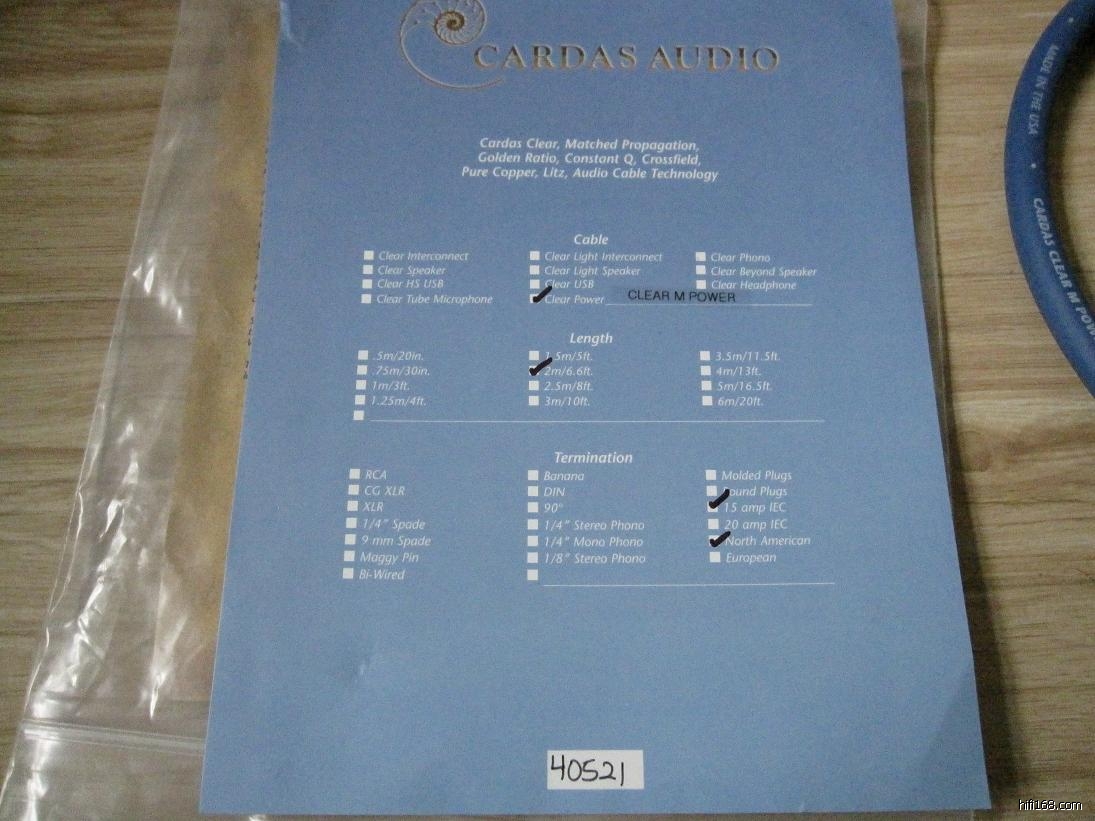 CARDAS AUDIO
Cardas Clear, Matched Propagation,
Golden Ratio, Constant Q, Crossfield,
Pure Copper, Litz, Audio Cable Technology
Cable
Clear Interconnect
Clear Speaker
Clear HS USB
Clear Tube Microphone
Clear Light Interconnect
Clear Light Speaker
Clear USB
Clear Power CLEAR M POWER
Clear Phono
Clear Beyond Speaker
Clear Headphone
Length
.5m/20in.
.75m/30in.
1m/3ft.
1.25m/4ft.
1.5m/5ft.
2m/6.6ft.
2.5m/8ft.
3m/10ft.
3.5m/11.5ft.
4m/13ft.
5m/16.5ft.
6m/20ft.
Termination
RCA
CG XLR
XLR
1/4" Spade
9 mm Spade
Maggy Pin
Bi-Wired
Banana
DIN
90°
1/4" Stereo Phono
1/4" Mono Phono
1/8" Stereo Phono
Molded Plugs
Round Plugs
15 amp IEC
20 amp IEC
North American
European
40521
MADE IN THE USA
CARDAS CLEAR M POW
hifi168.com